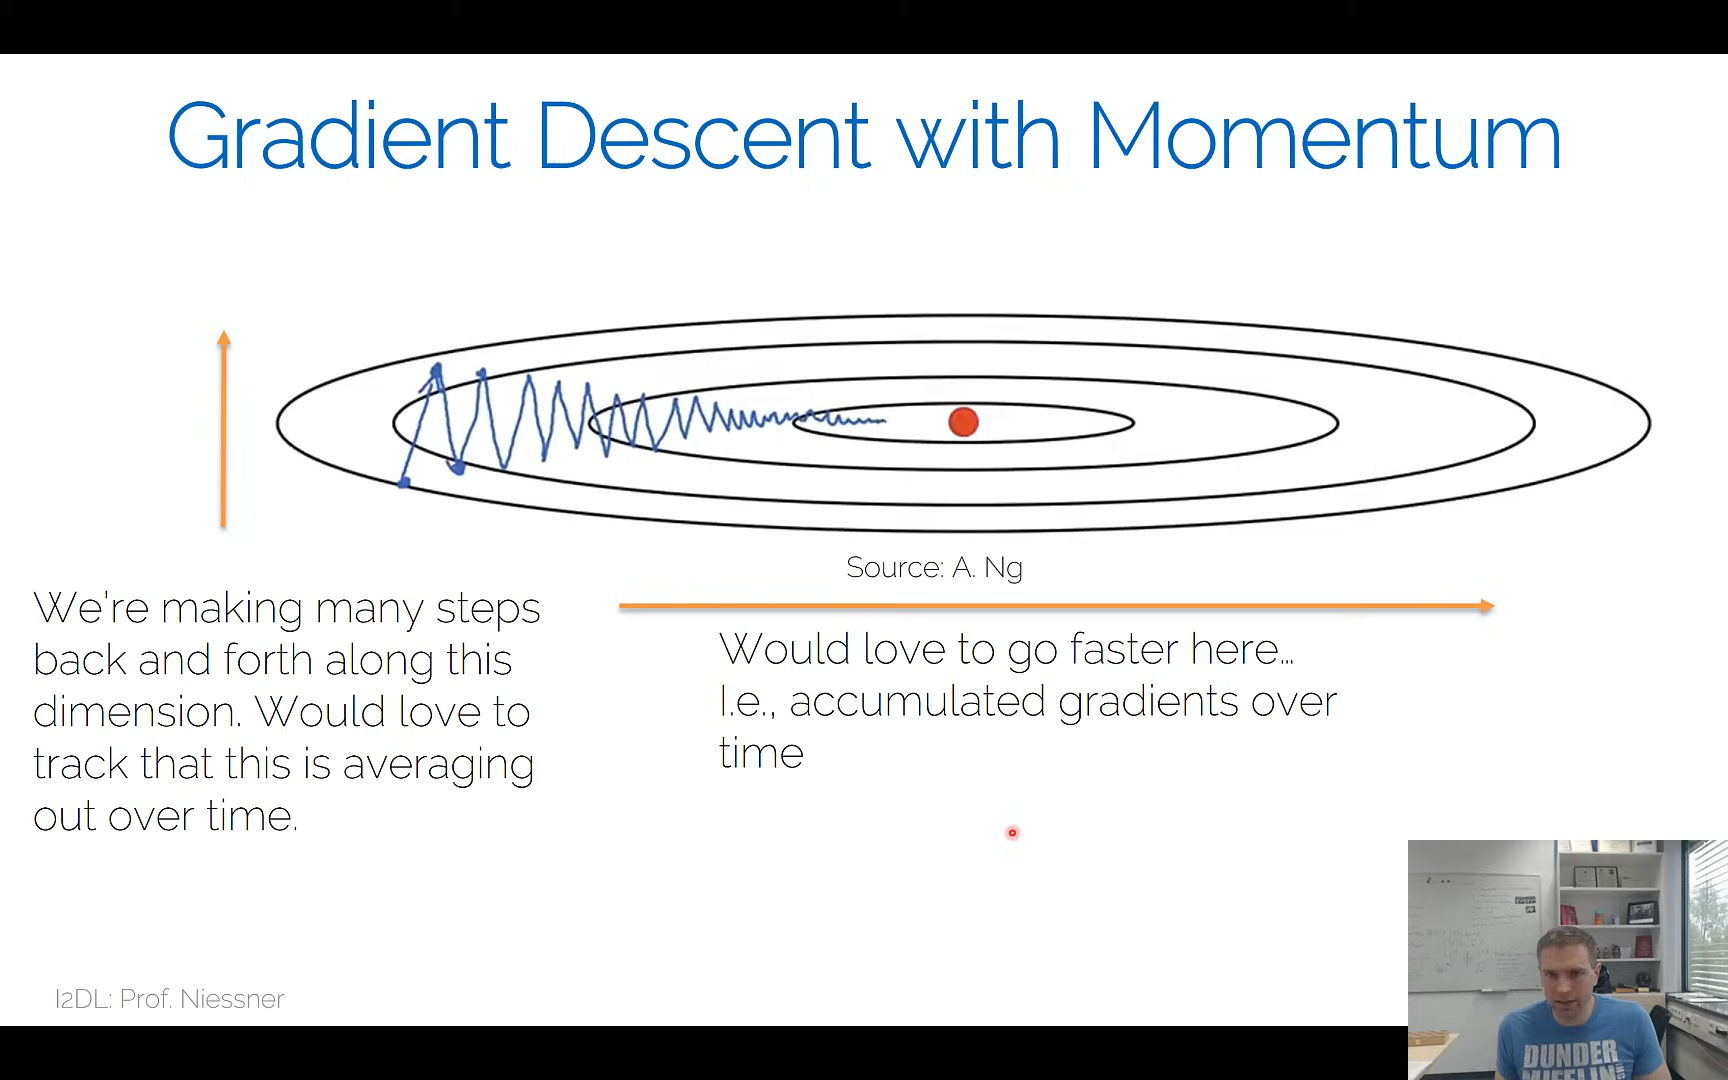 Gradient Descent with Momentum
Source: A. Ng
We're making many steps
back and forth along this
dimension. Would love to
track that this is averaging
out over time.
Would love to go faster here...
I.e., accumulated gradients over
time
I2DL: Prof. Niessner
DUNDER
MIFFLIN